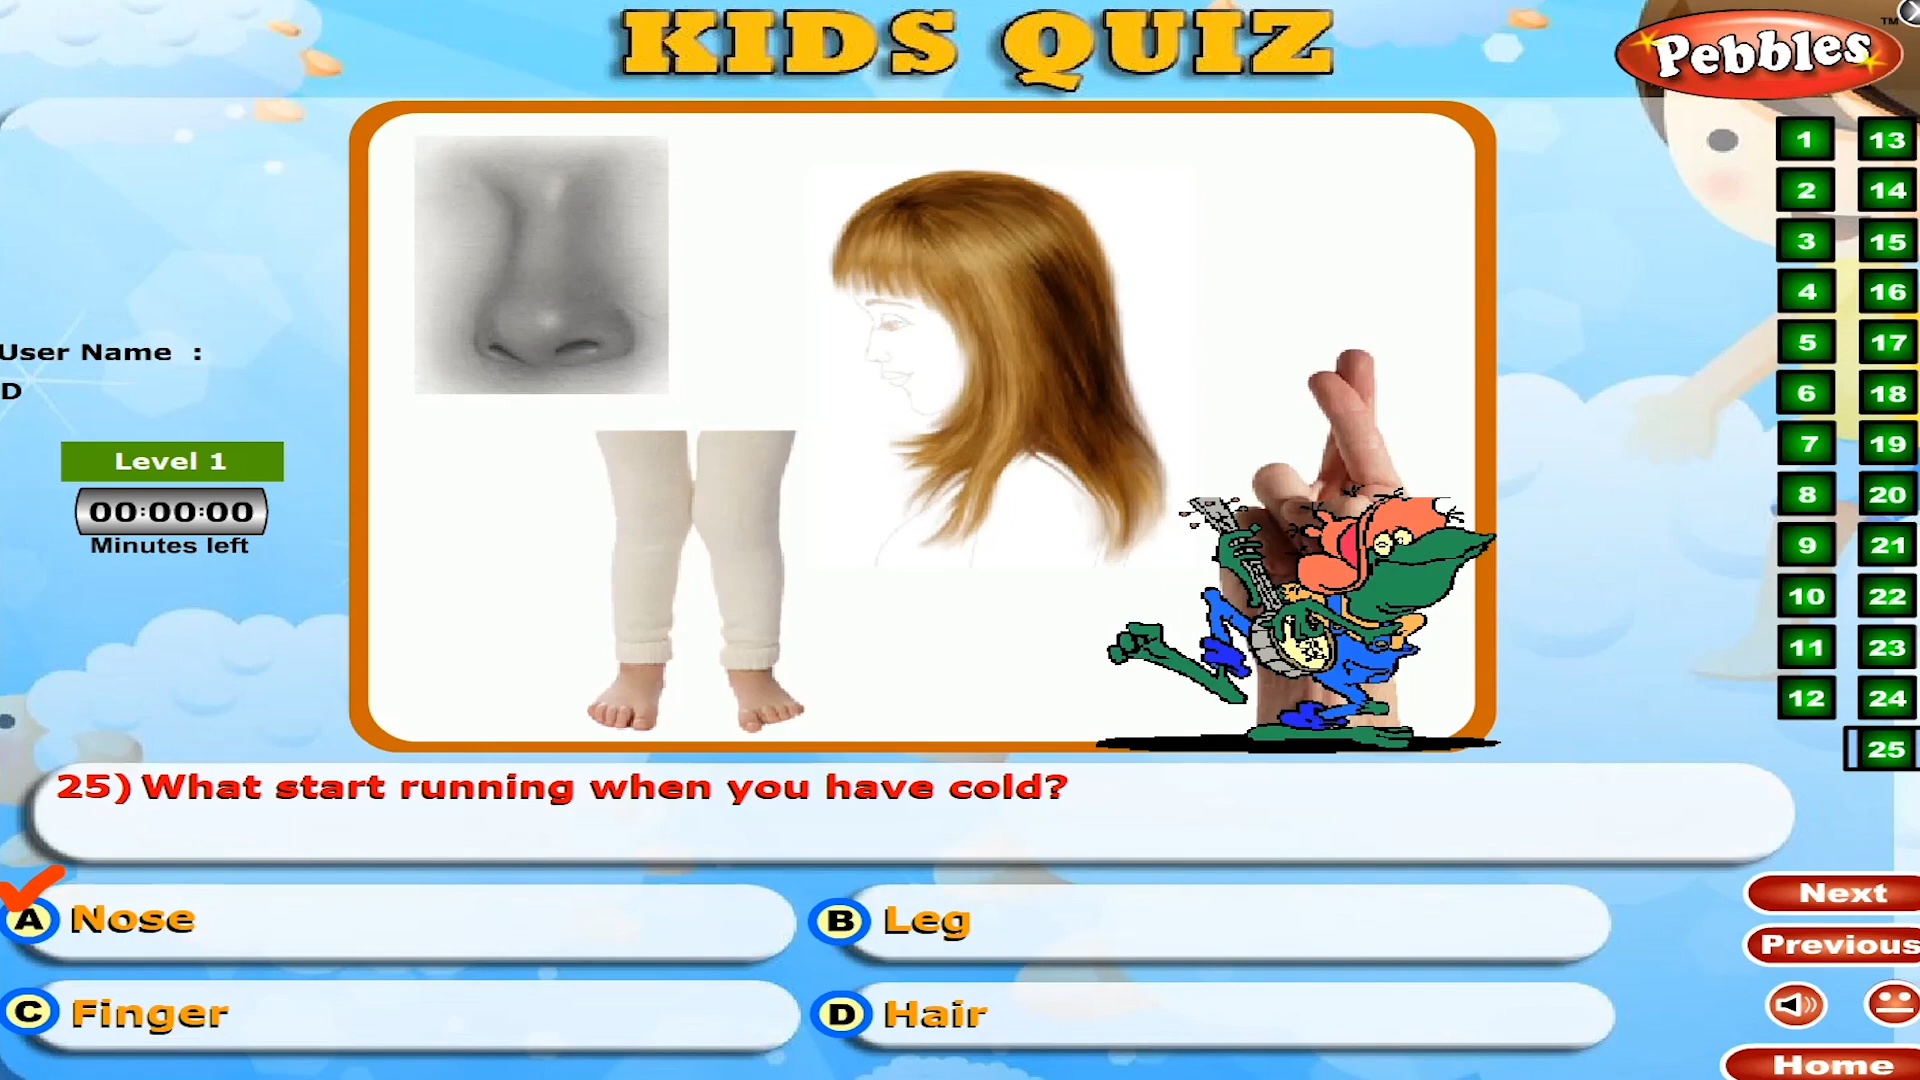 KIDS QUIZ
Pebbles
TM
1 13
2 14
3 15
4 16
5 17
6 18
7 19
8 20
9 21
10 22
11 23
12 24
25
User Name :
D
Level 1
00:00:00
Minutes left
25) What start running when you have cold?
A Nose
B Leg
C Finger
D Hair
Next
Previous
Home